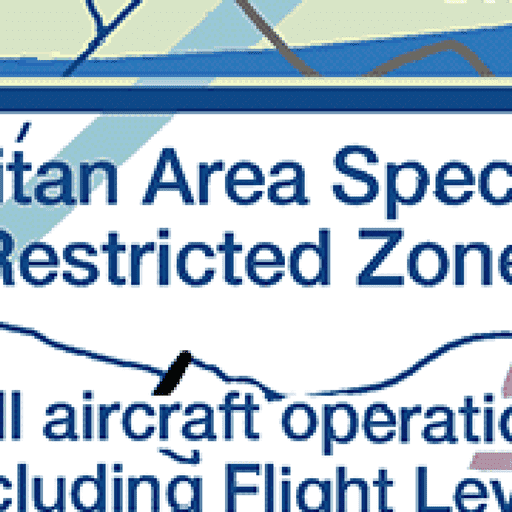 itan Area Spec
Restricted Zone
ll aircraft operatio
cluding Flight Lev